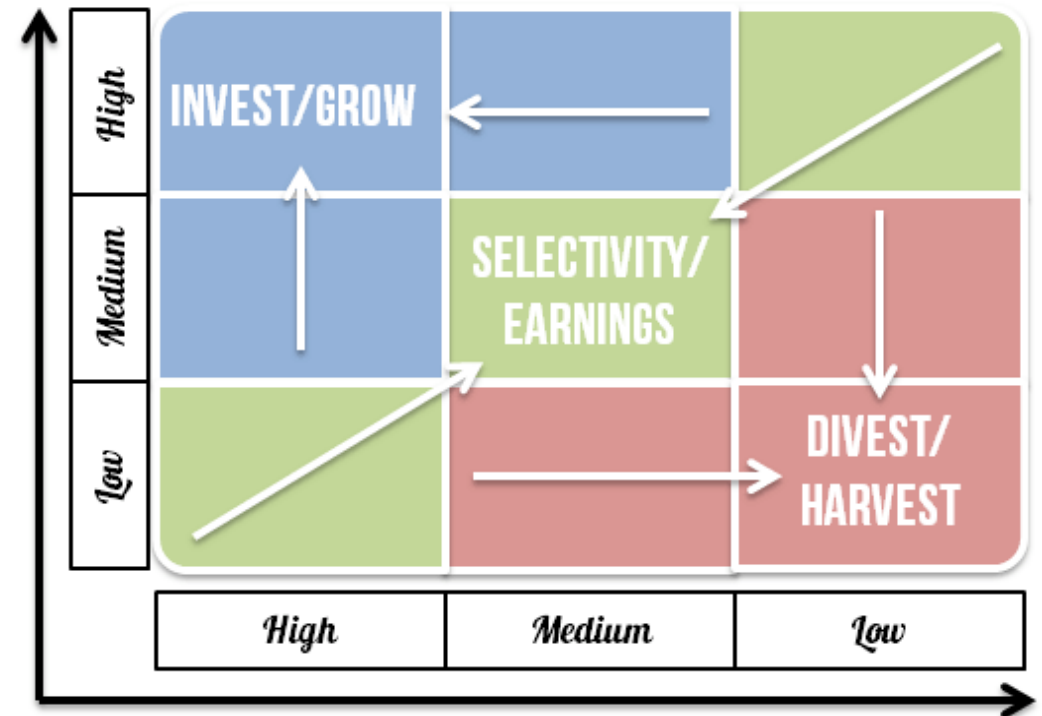 High
INVEST/GROW
Medium
SELECTIVITY/
EARNINGS
Low
DIVEST/
HARVEST
High
Medium
Low